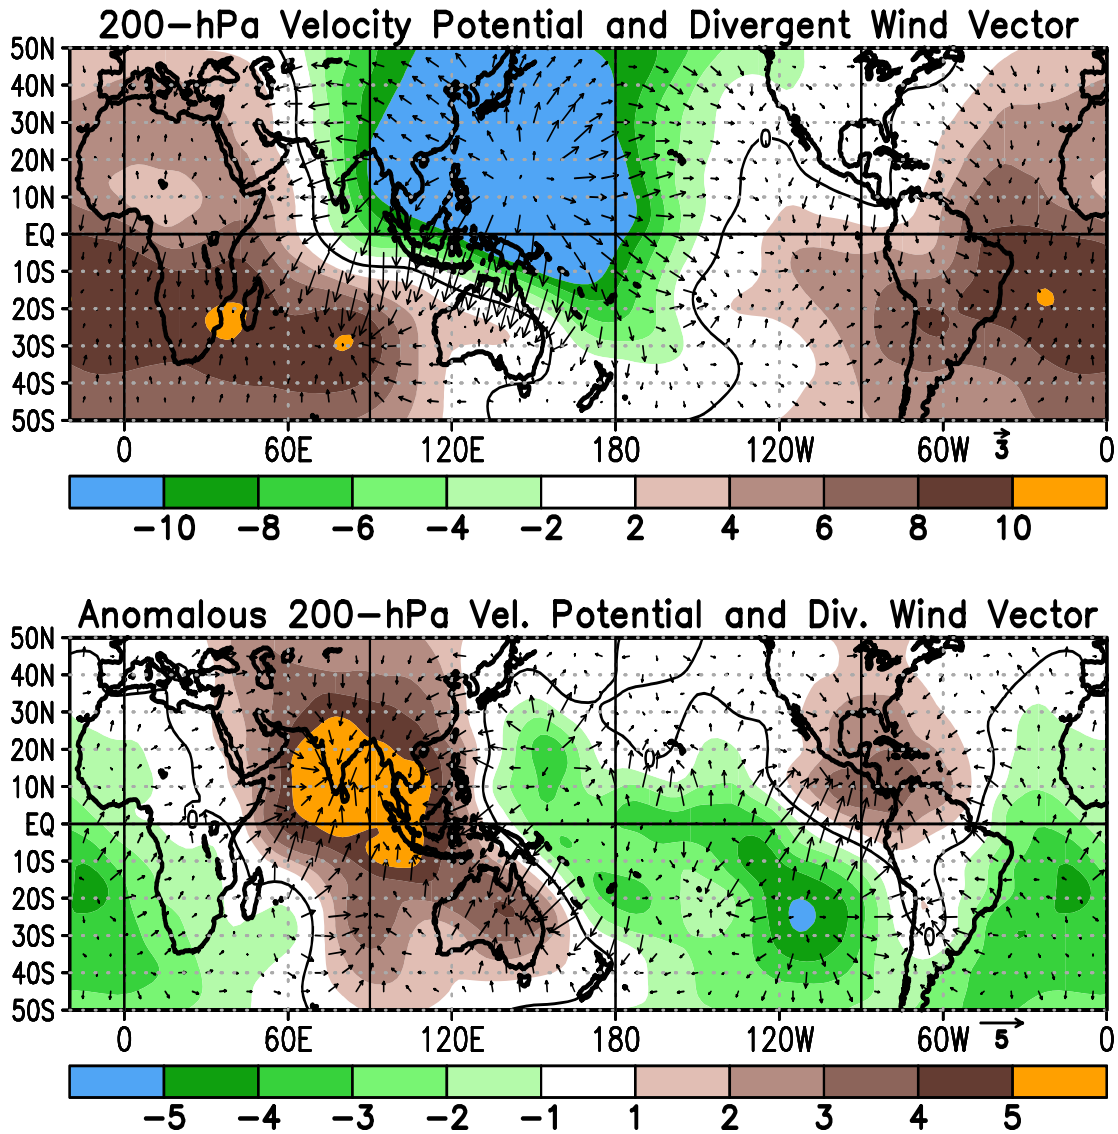 200-hPa Velocity Potential and Divergent Wind Vector
50N
40N
30N
20N
10N
EQ
10S
20S
30S
40S
50S
0
0 60E 120E 180 120W 60W 0
3
-10 -8 -6 -4 -2 2 4 6 8 10
Anomalous 200-hPa Vel. Potential and Div. Wind Vector
50N
40N
30N
20N
10N
EQ
10S
20S
30S
40S
50S
0
0
0
0 60E 120E 180 120W 60W 0
5
-5 -4 -3 -2 -1 1 2 3 4 5